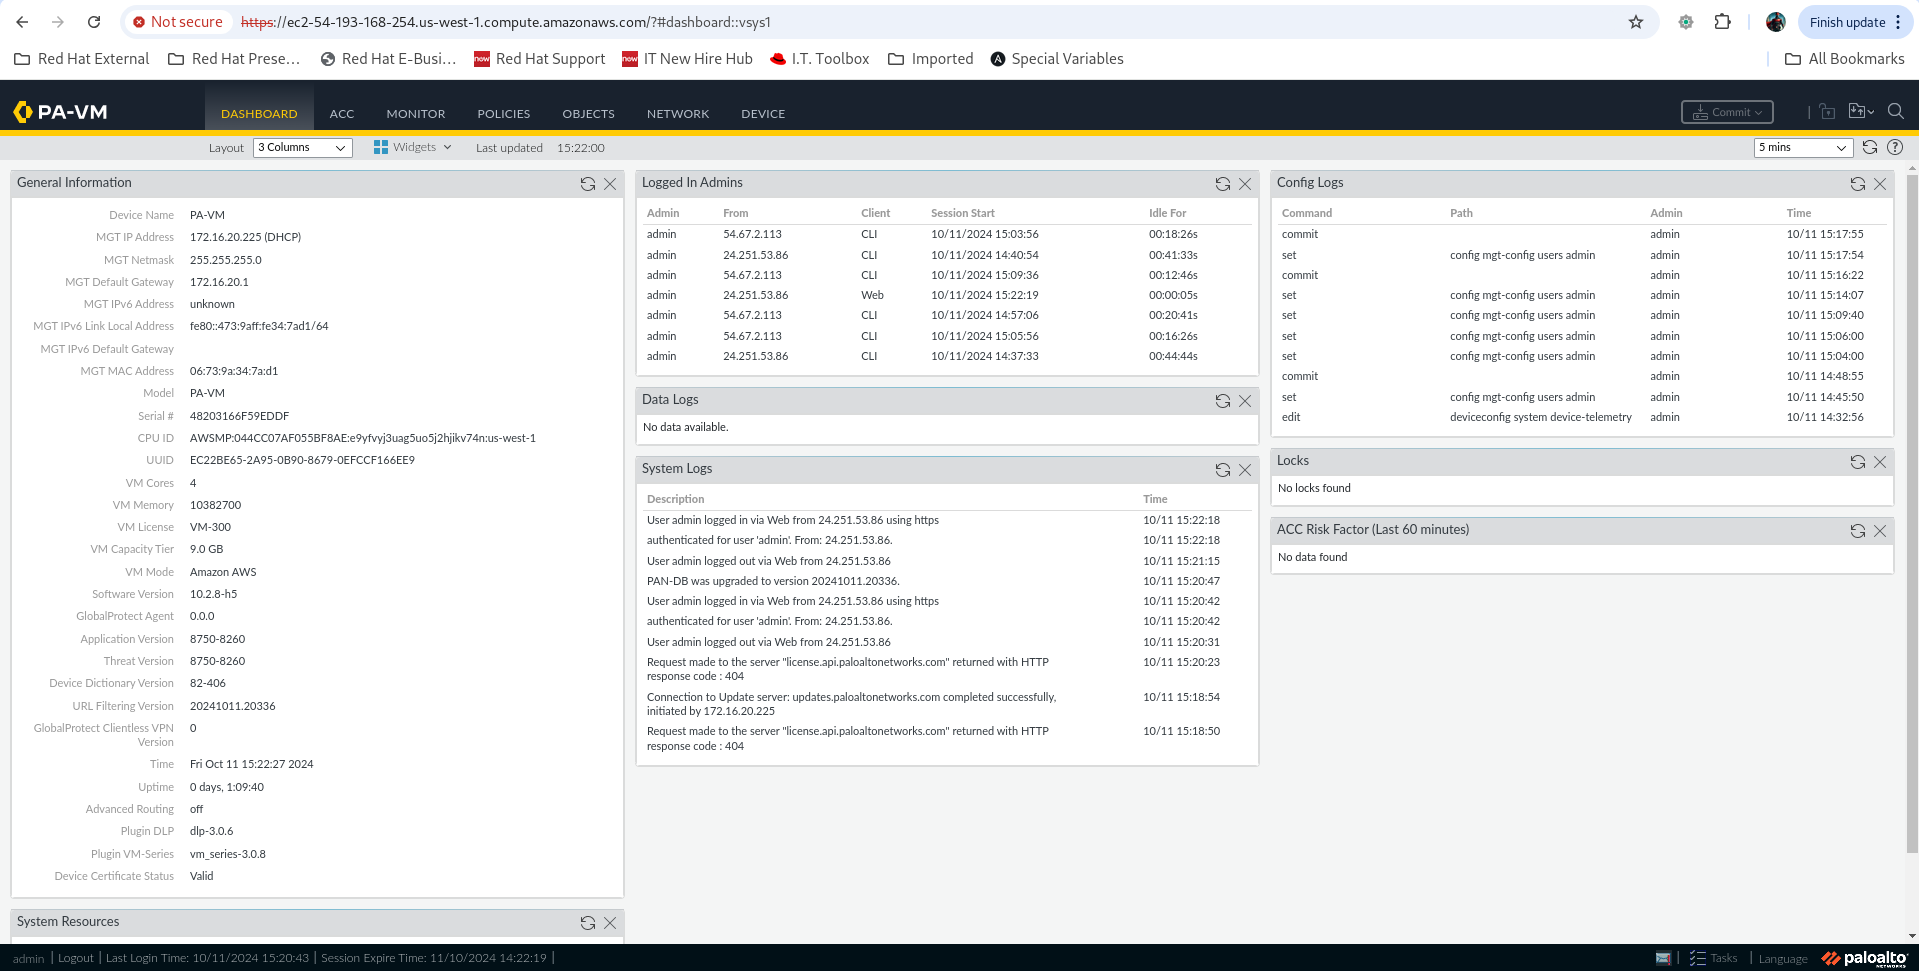 Not secure https://ec2-54-193-168-254.us-west-1.compute.amazonaws.com/?#dashboard::vsys1 Finish update
Red Hat External Red Hat Prese... Red Hat E-Busi... now Red Hat Support now IT New Hire Hub I.T. Toolbox Imported A Special Variables All Bookmarks
PA-VM DASHBOARD ACC MONITOR POLICIES OBJECTS NETWORK DEVICE Commit
Layout 3 Columns Widgets Last updated 15:22:00 5 mins
General Information
Device Name PA-VM
MGT IP Address 172.16.20.225 (DHCP)
MGT Netmask 255.255.255.0
MGT Default Gateway 172.16.20.1
MGT IPv6 Address unknown
MGT IPv6 Link Local Address fe80::473:9aff:fe34:7ad1/64
MGT IPv6 Default Gateway
MGT MAC Address 06:73:9a:34:7a:d1
Model PA-VM
Serial # 48203166F59EDDF
CPU ID AWSMP:044CC07AF055BF8AE:e9yfvyj3uag5uo5j2hjikv74n:us-west-1
UUID EC22BE65-2A95-0B90-8679-0EFCCF166EE9
VM Cores 4
VM Memory 10382700
VM License VM-300
VM Capacity Tier 9.0 GB
VM Mode Amazon AWS
Software Version 10.2.8-h5
GlobalProtect Agent 0.0.0
Application Version 8750-8260
Threat Version 8750-8260
Device Dictionary Version 82-406
URL Filtering Version 20241011.20336
GlobalProtect Clientless VPN 0
Version
Time Fri Oct 11 15:22:27 2024
Uptime 0 days, 1:09:40
Advanced Routing off
Plugin DLP dlp-3.0.6
Plugin VM-Series vm_series-3.0.8
Device Certificate Status Valid
System Resources
Logged In Admins
Admin From Client Session Start Idle For
admin 54.67.2.113 CLI 10/11/2024 15:03:56 00:18:26s
admin 24.251.53.86 CLI 10/11/2024 14:40:54 00:41:33s
admin 54.67.2.113 CLI 10/11/2024 15:09:36 00:12:46s
admin 24.251.53.86 Web 10/11/2024 15:22:19 00:00:05s
admin 54.67.2.113 CLI 10/11/2024 14:57:06 00:20:41s
admin 54.67.2.113 CLI 10/11/2024 15:05:56 00:16:26s
admin 24.251.53.86 CLI 10/11/2024 14:37:33 00:44:44s
Data Logs
No data available.
System Logs
Description Time
User admin logged in via Web from 24.251.53.86 using https 10/11 15:22:18
authenticated for user 'admin'. From: 24.251.53.86. 10/11 15:22:18
User admin logged out via Web from 24.251.53.86 10/11 15:21:15
PAN-DB was upgraded to version 20241011.20336. 10/11 15:20:47
User admin logged in via Web from 24.251.53.86 using https 10/11 15:20:42
authenticated for user 'admin'. From: 24.251.53.86. 10/11 15:20:42
User admin logged out via Web from 24.251.53.86 10/11 15:20:31
Request made to the server "license.api.paloaltonetworks.com" returned with HTTP 10/11 15:20:23
response code : 404
Connection to Update server: updates.paloaltonetworks.com completed successfully, 10/11 15:18:54
initiated by 172.16.20.225
Request made to the server "license.api.paloaltonetworks.com" returned with HTTP 10/11 15:18:50
response code : 404
Config Logs
Command Path Admin Time
commit admin 10/11 15:17:55
set config mgt-config users admin admin 10/11 15:17:54
commit admin 10/11 15:16:22
set config mgt-config users admin admin 10/11 15:14:07
set config mgt-config users admin admin 10/11 15:09:40
set config mgt-config users admin admin 10/11 15:06:00
set config mgt-config users admin admin 10/11 15:04:00
commit admin 10/11 14:48:55
set config mgt-config users admin admin 10/11 14:45:50
edit deviceconfig system device-telemetry admin 10/11 14:32:56
Locks
No locks found
ACC Risk Factor (Last 60 minutes)
No data found
admin | Logout | Last Login Time: 10/11/2024 15:20:43 | Session Expire Time: 11/10/2024 14:22:19 | Tasks | Language paloalto NETWORKS